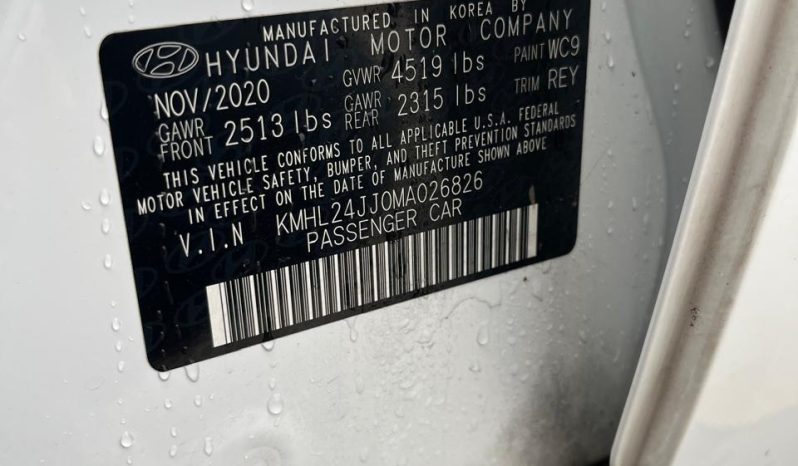 MANUFACTURED IN KOREA BY
HYUNDAI MOTOR COMPANY
NOV/2020 GVWR 4519 lbs PAINT WC9
GAWR FRONT 2513 lbs GAWR REAR 2315 lbs TRIM REY
THIS VEHICLE CONFORMS TO ALL APPLICABLE U.S.A. FEDERAL
MOTOR VEHICLE SAFETY, BUMPER, AND THEFT PREVENTION STANDARDS
IN EFFECT ON THE DATE OF MANUFACTURE SHOWN ABOVE
V.I.N KMHL24JJ0MA026826
PASSENGER CAR